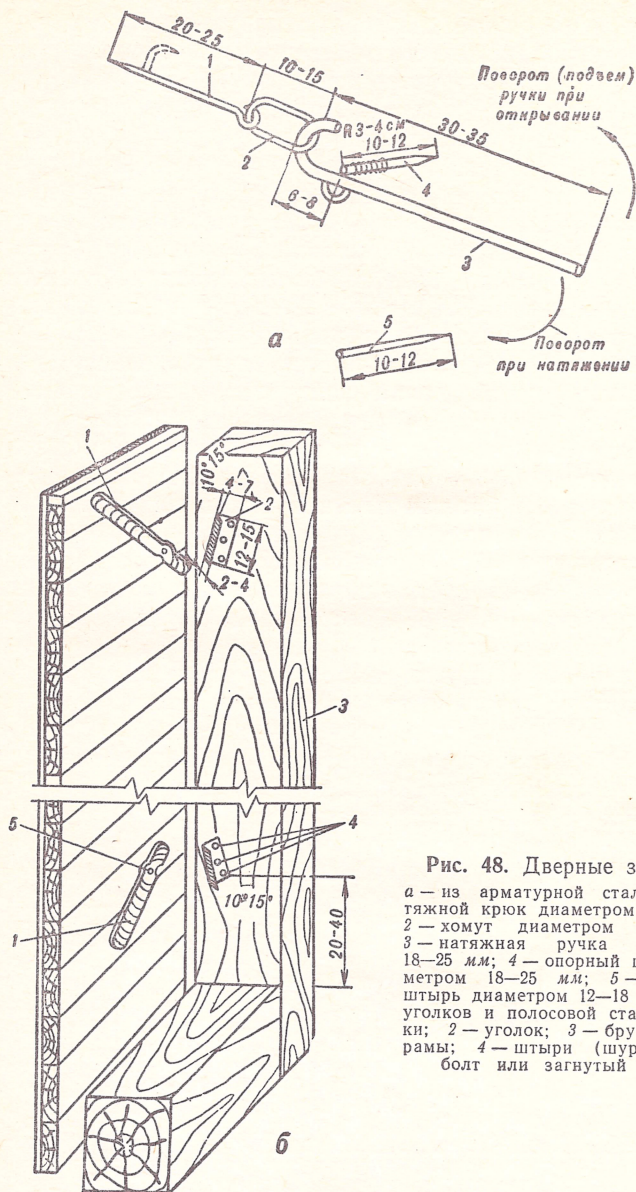 20-25
1
10-15
Поворот (подъем)
ручки при
открывании
R3-4см
10-12
30-35
2
4
6-8
3
а
5
10-12
Поворот
при натяжении
1
10°15°
4-7
2
12-15
2-4
3
5
4
1
10°15°
20-40
б
Рис. 48. Дверные з
а — из арматурной стал
тяжной крюк диаметром
2 — хомут диаметром
3 — натяжная ручка
18—25 мм; 4 — опорный
метром 18—25 мм; 5 —
штырь диаметром 12—18
уголков и полосовой ста
ки; 2 — уголок; 3 — бру
рамы; 4 — штыри (шур
болт или загнутый